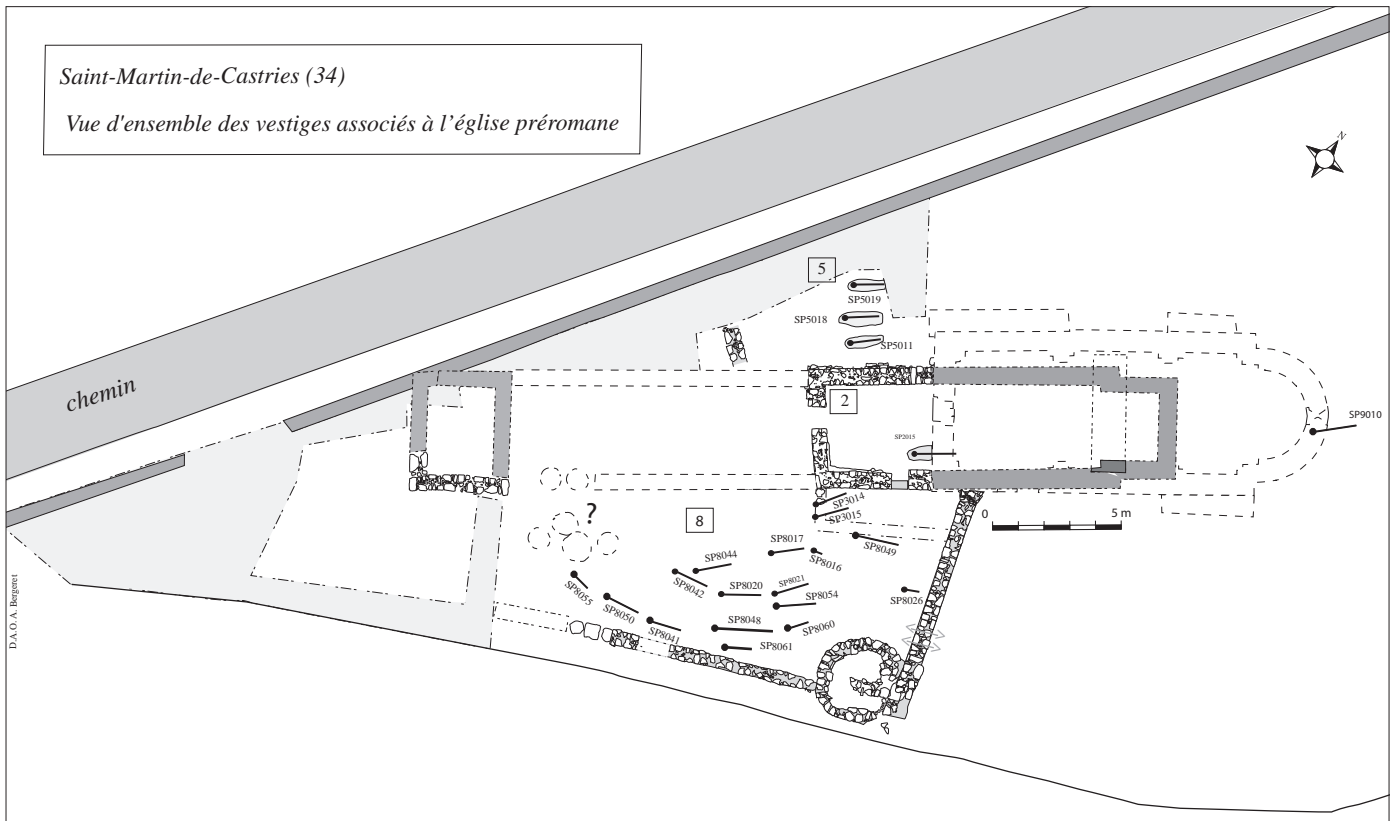 Saint-Martin-de-Castries (34)
Vue d'ensemble des vestiges associés à l'église préromane
N
chemin
5
SP5019
SP5018
SP5011
2
SP9010
SP2015
SP3014
SP3015
0
5 m
?
8
SP8017
SP8049
SP8016
SP8044
SP8042
SP8020
SP8021
SP8054
SP8026
SP8055
SP8050
SP8041
SP8048
SP8060
SP8061
D.A.O. A. Bergeret